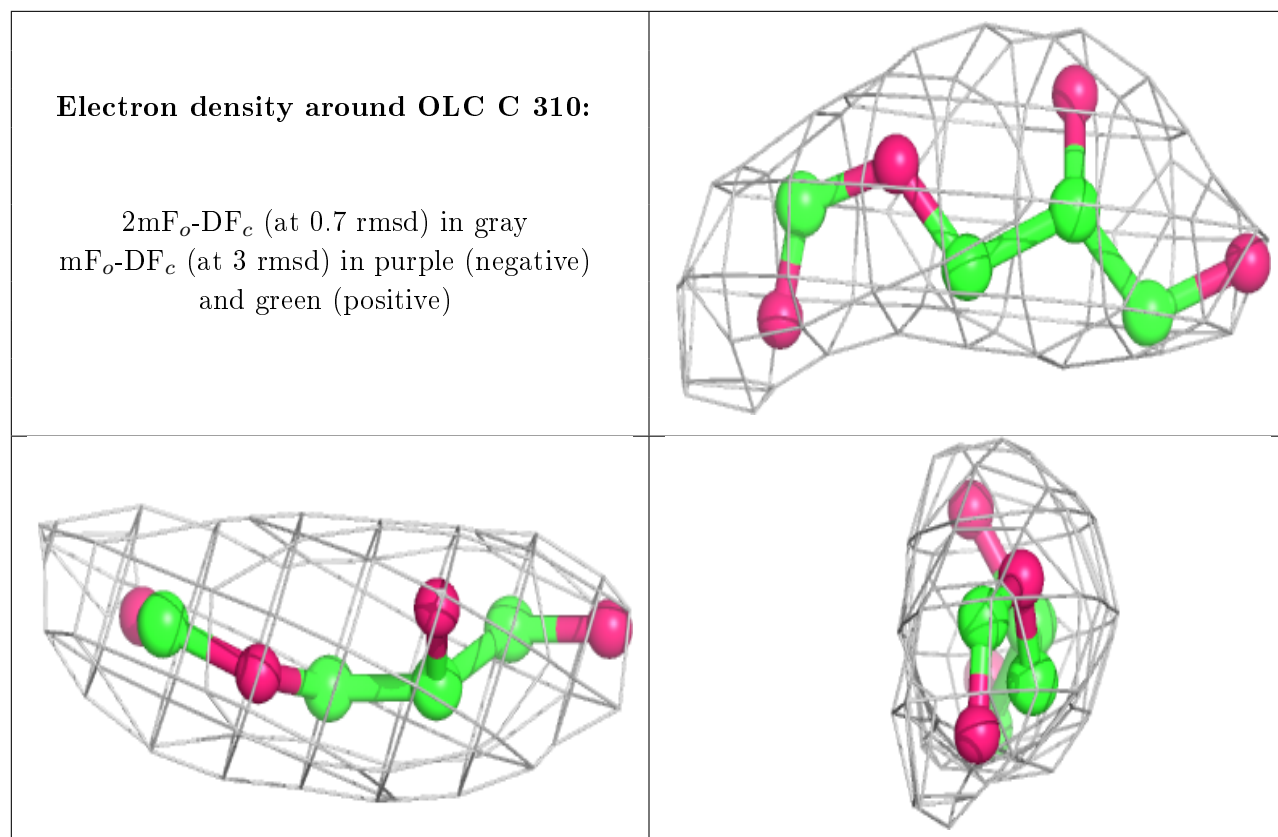 Electron density around OLC C 310:
2mFₒ-DF𝒸 (at 0.7 rmsd) in gray
mFₒ-DF𝒸 (at 3 rmsd) in purple (negative)
and green (positive)